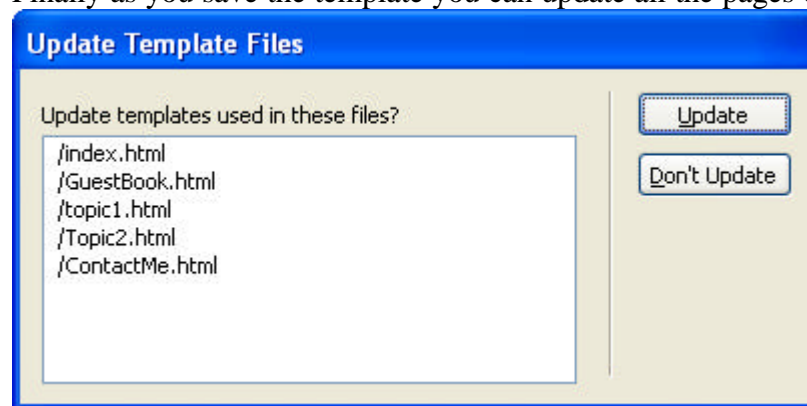 Finally as you save the template you can update all the pages
Update Template Files
Update templates used in these files?
Update
/index.html
/GuestBook.html
Don't Update
/topic1.html
/Topic2.html
/ContactMe.html